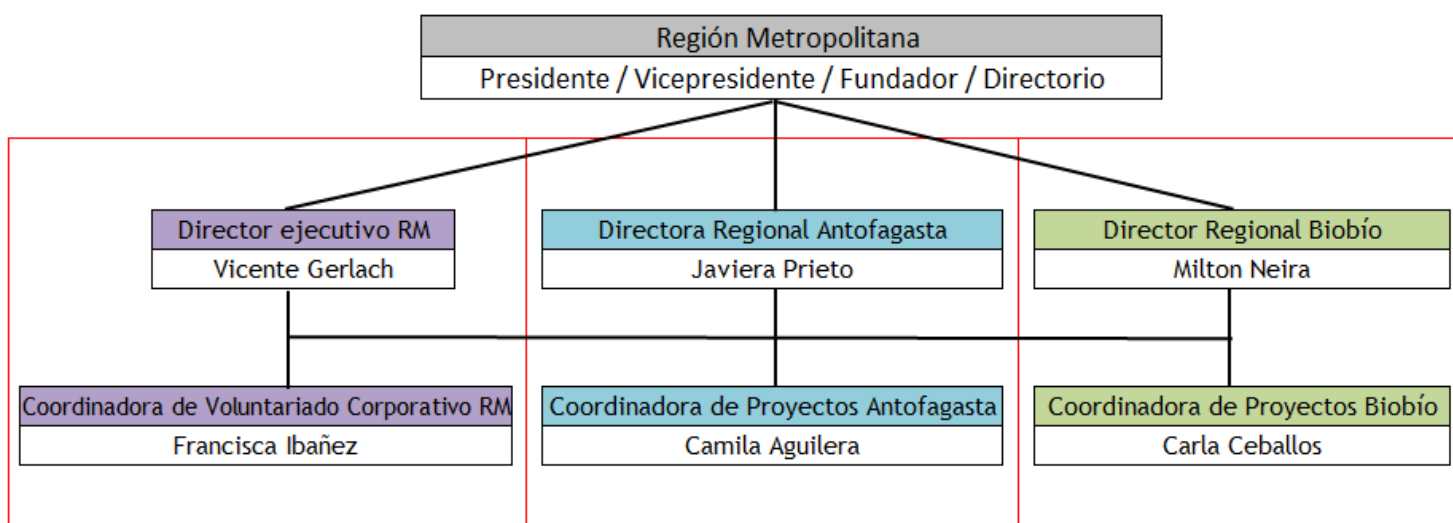 Región Metropolitana
Presidente / Vicepresidente / Fundador / Directorio
Director ejecutivo RM
Vicente Gerlach
Directora Regional Antofagasta
Javiera Prieto
Director Regional Biobío
Milton Neira
Coordinadora de Voluntariado Corporativo RM
Francisca Ibañez
Coordinadora de Proyectos Antofagasta
Camila Aguilera
Coordinadora de Proyectos Biobío
Carla Ceballos